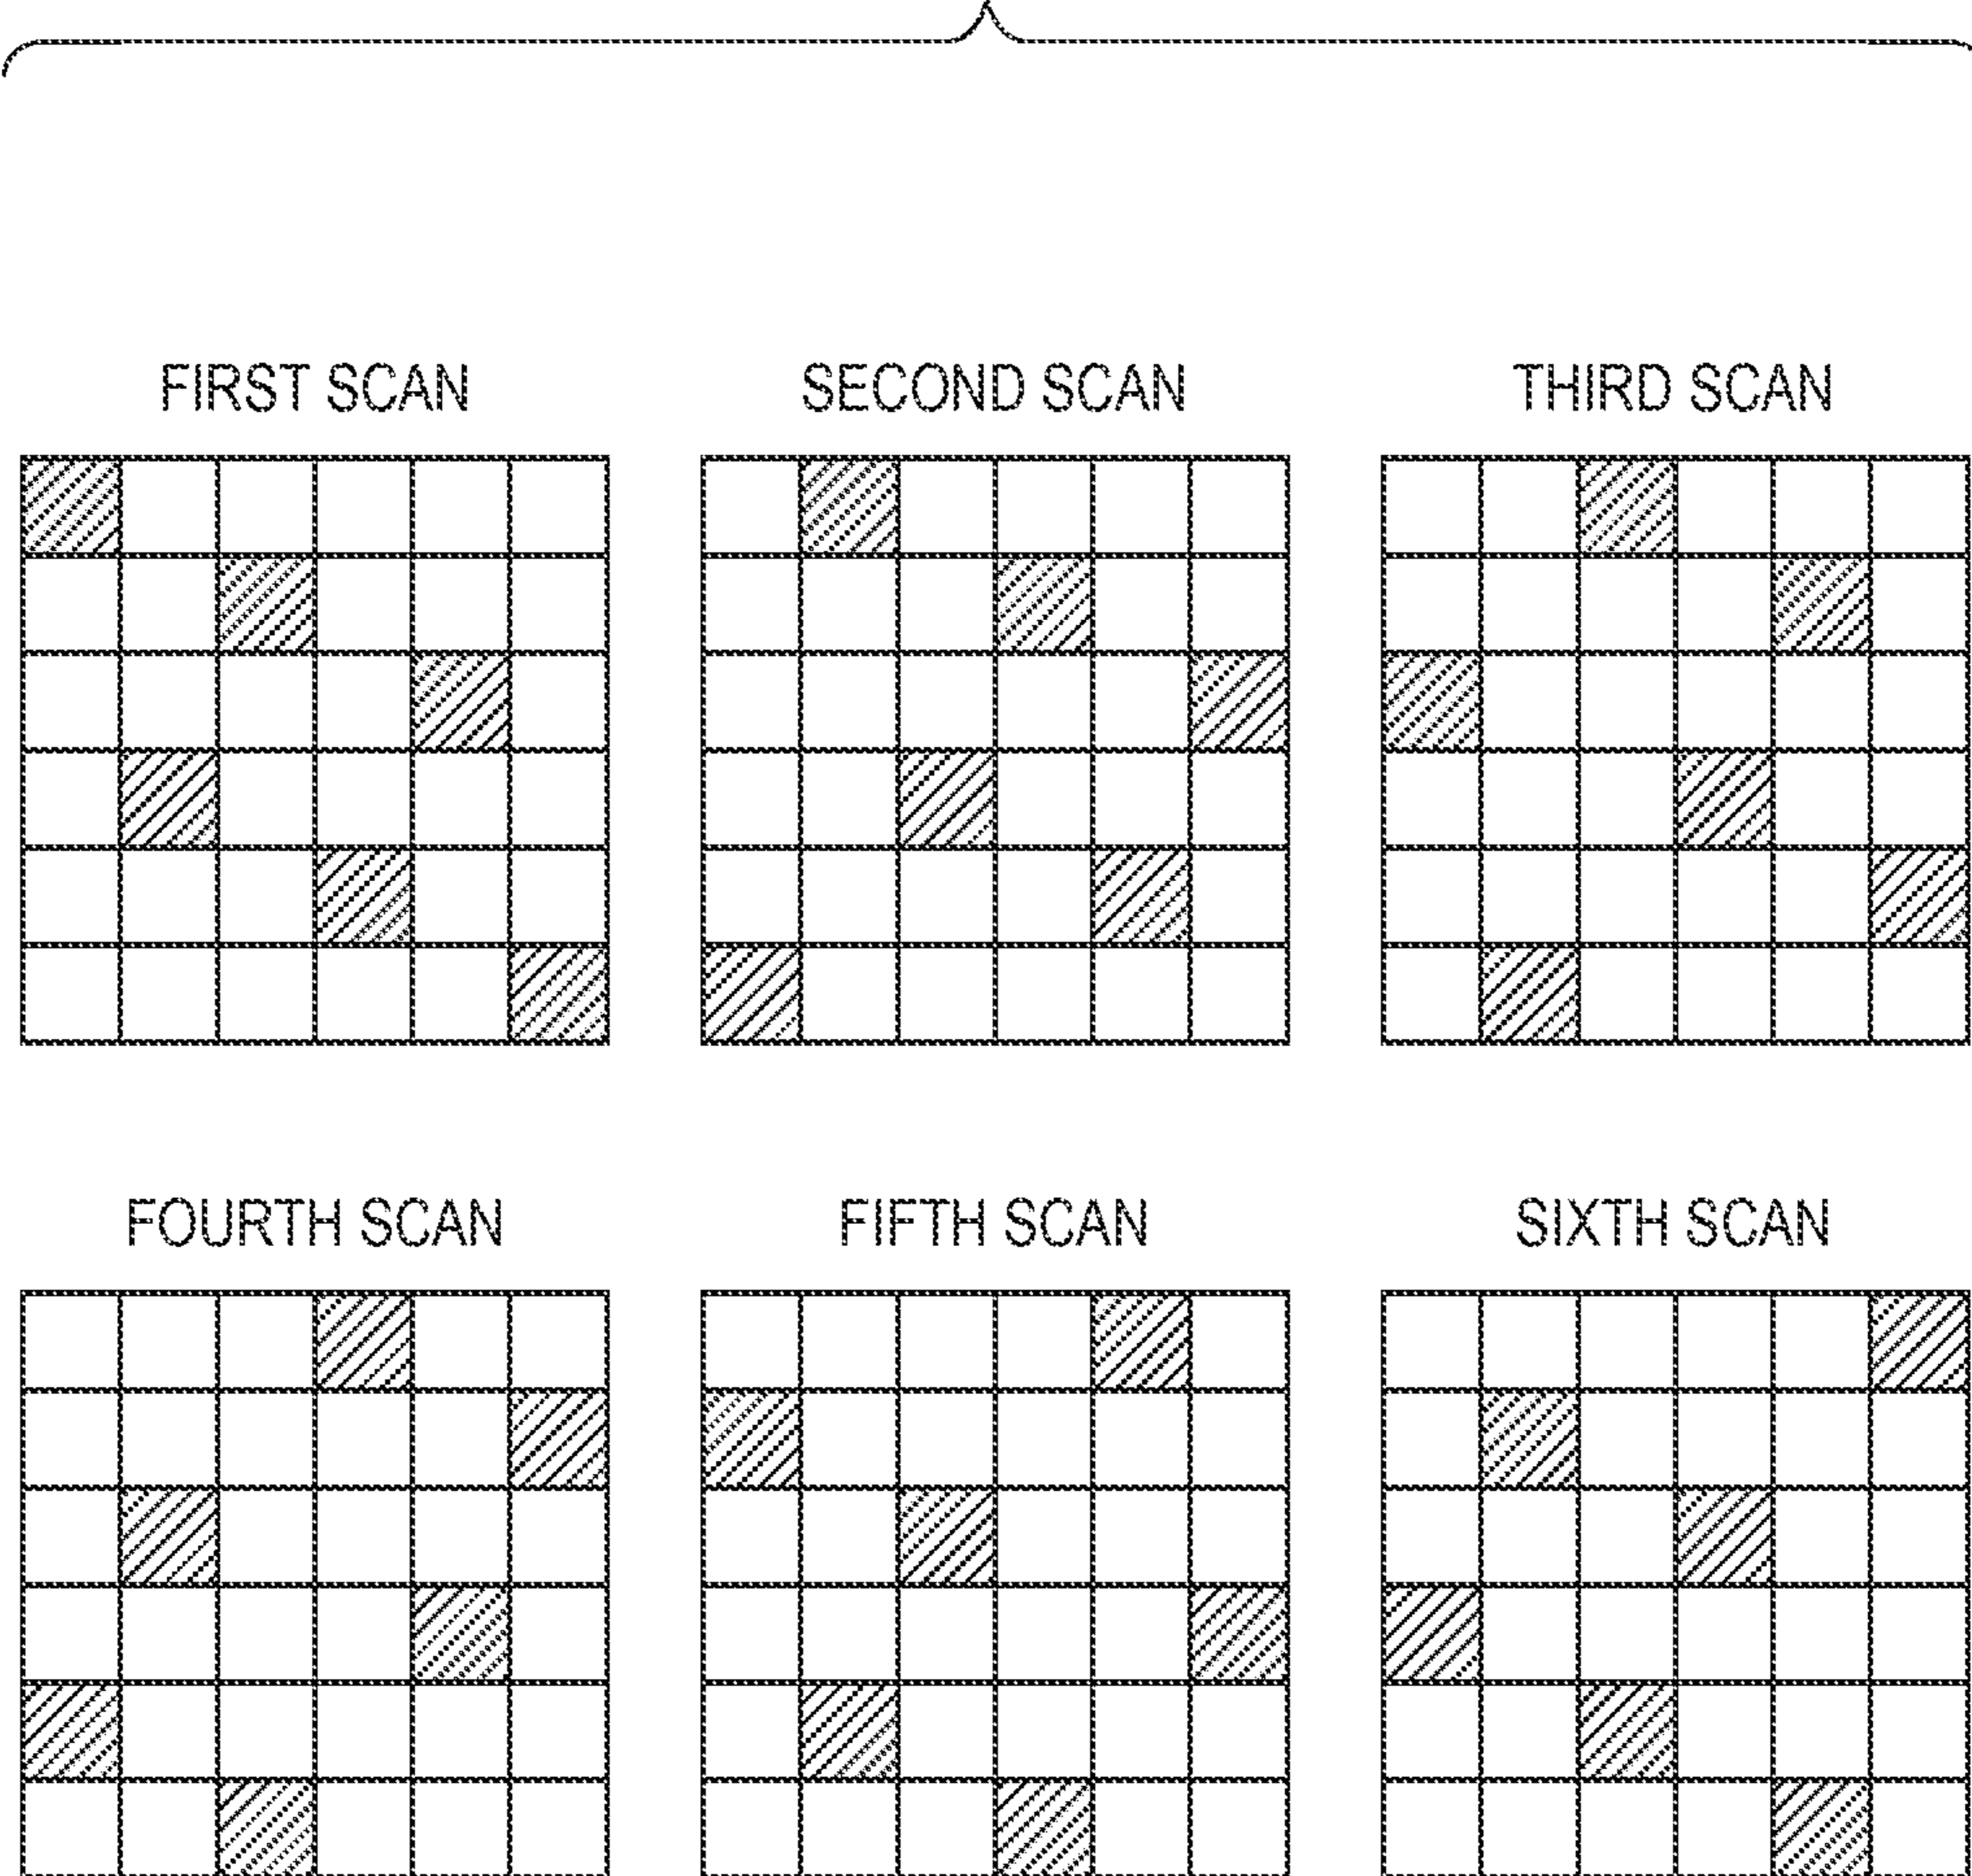 FIRST SCAN
SECOND SCAN
THIRD SCAN
FOURTH SCAN
FIFTH SCAN
SIXTH SCAN